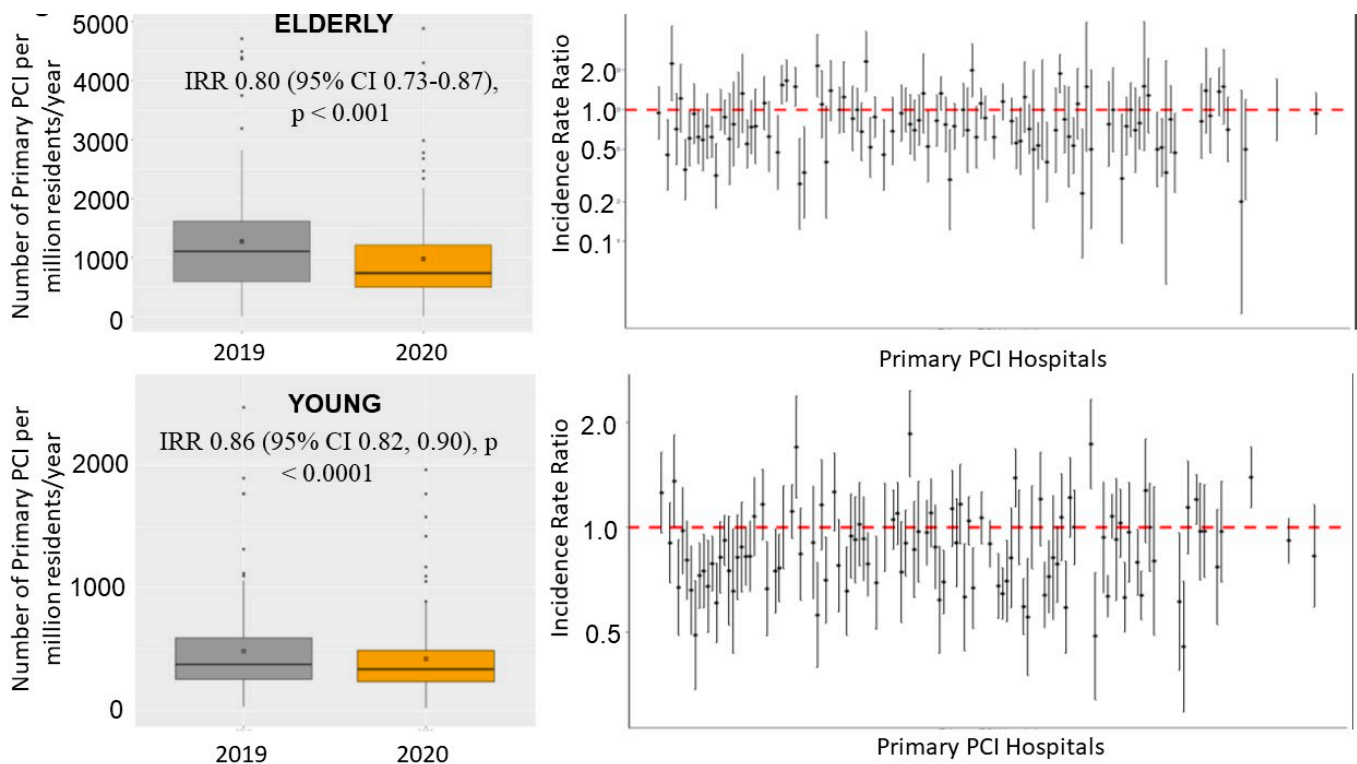 ELDERLY
IRR 0.80 (95% CI 0.73-0.87),
p < 0.001
Number of Primary PCI per
million residents/year
5000
4000
3000
2000
1000
0
2019
2020
Incidence Rate Ratio
2.0
1.0
0.5
0.2
0.1
Primary PCI Hospitals
YOUNG
IRR 0.86 (95% CI 0.82, 0.90), p
< 0.0001
Number of Primary PCI per
million residents/year
2000
1000
0
2019
2020
Incidence Rate Ratio
2.0
1.0
0.5
Primary PCI Hospitals